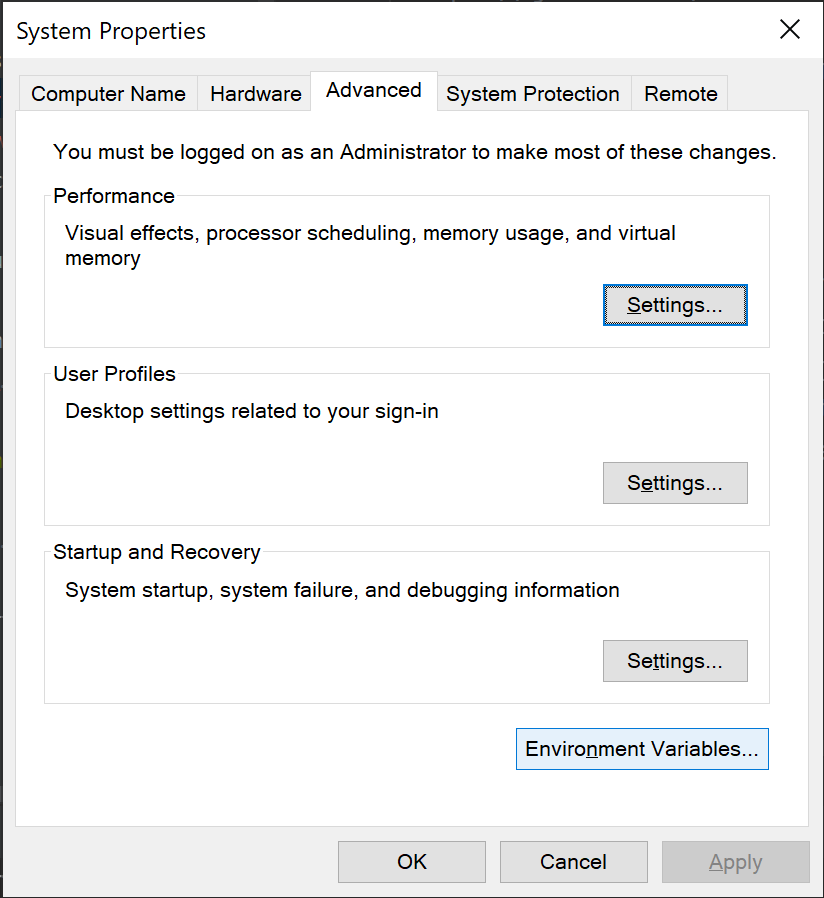 System Properties
Computer Name
Hardware
Advanced
System Protection
Remote
You must be logged on as an Administrator to make most of these changes.
Performance
Visual effects, processor scheduling, memory usage, and virtual
memory
Settings...
User Profiles
Desktop settings related to your sign-in
Settings...
Startup and Recovery
System startup, system failure, and debugging information
Settings...
Environment Variables...
OK
Cancel
Apply